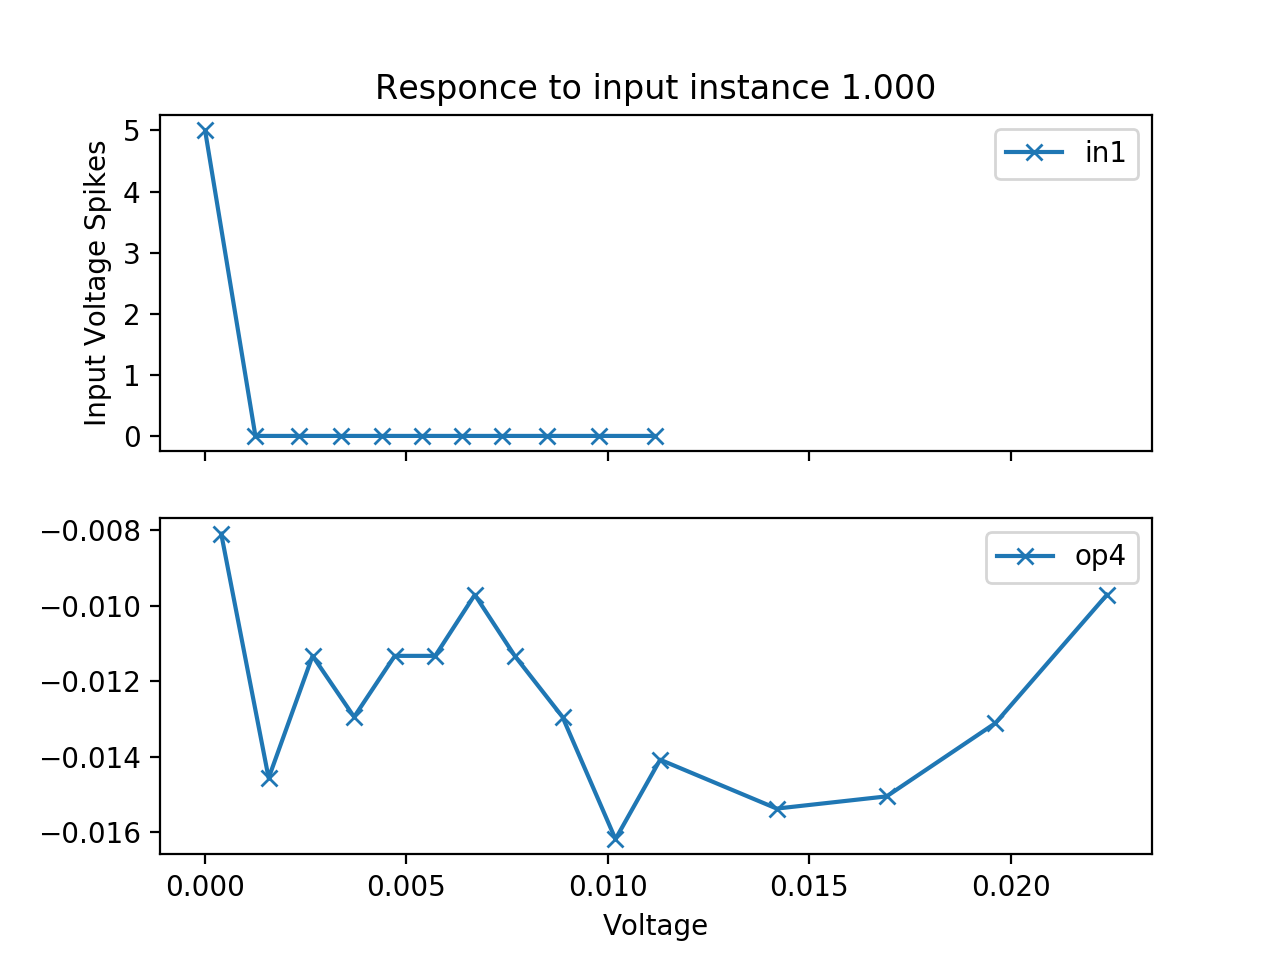 Responce to input instance 1.000
Input Voltage Spikes
5
4
3
2
1
0
in1
−0.008
−0.010
−0.012
−0.014
−0.016
op4
0.000 0.005 0.010 0.015 0.020
Voltage